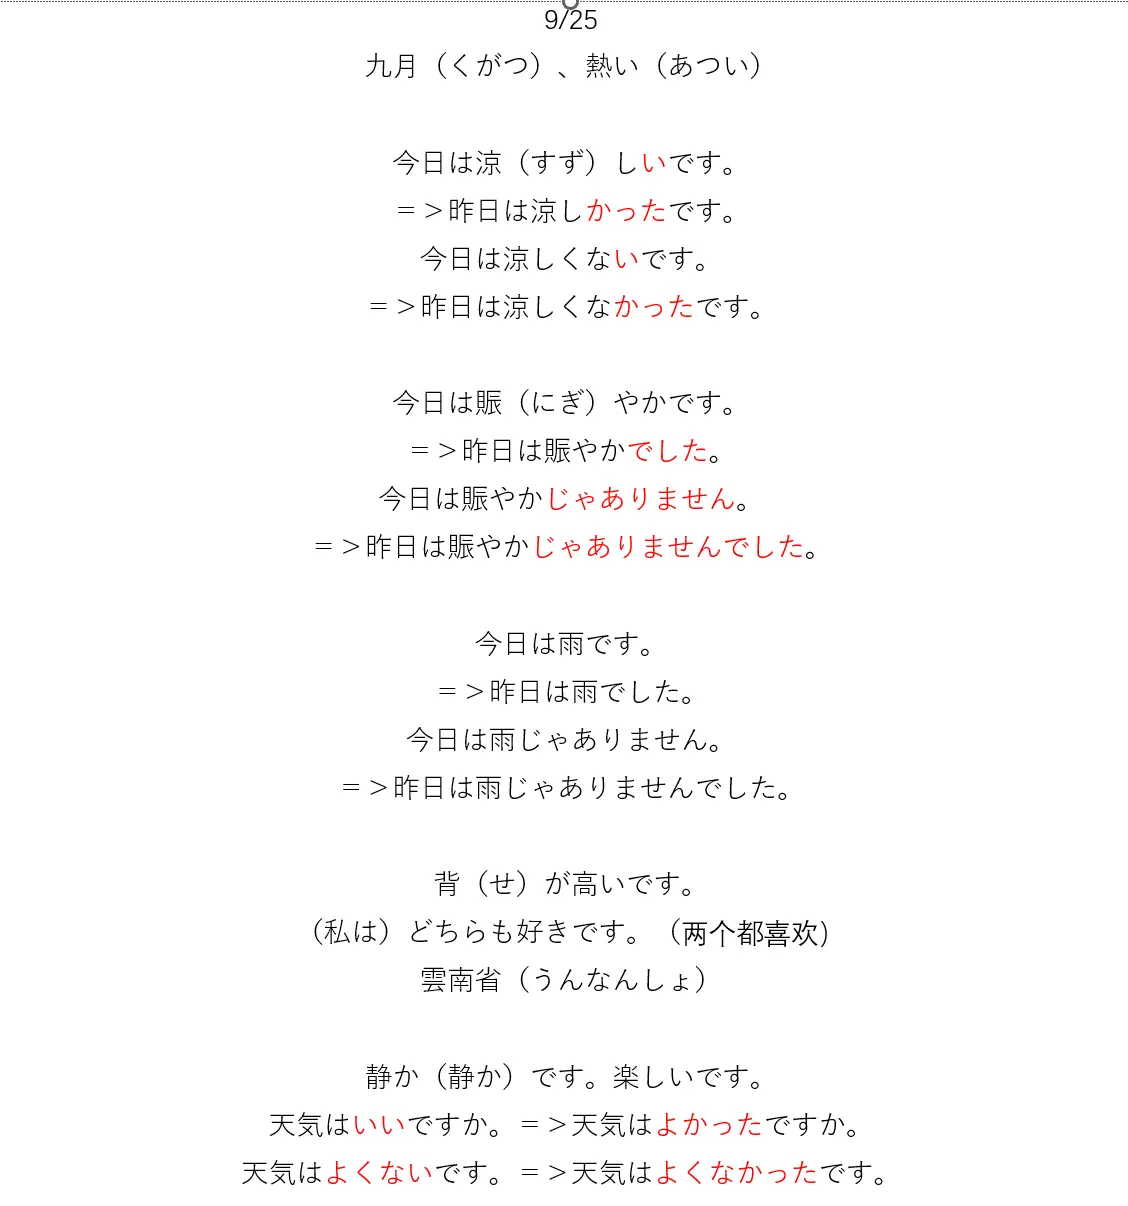 9/25
九月（くがつ）、熱い（あつい）
今日は涼（すず）しいです。
＝＞昨日は涼しかったです。
今日は涼しくないです。
＝＞昨日は涼しくなかったです。
今日は賑（にぎ）やかです。
＝＞昨日は賑やかでした。
今日は賑やかじゃありません。
＝＞昨日は賑やかじゃありませんでした。
今日は雨です。
＝＞昨日は雨でした。
今日は雨じゃありません。
＝＞昨日は雨じゃありませんでした。
背（せ）が高いです。
（私は）どちらも好きです。（两个都喜欢)
雲南省（うんなんしょ）
静か（静か）です。楽しいです。
天気はいいですか。＝＞天気はよかったですか。
天気はよくないです。＝＞天気はよくなかったです。